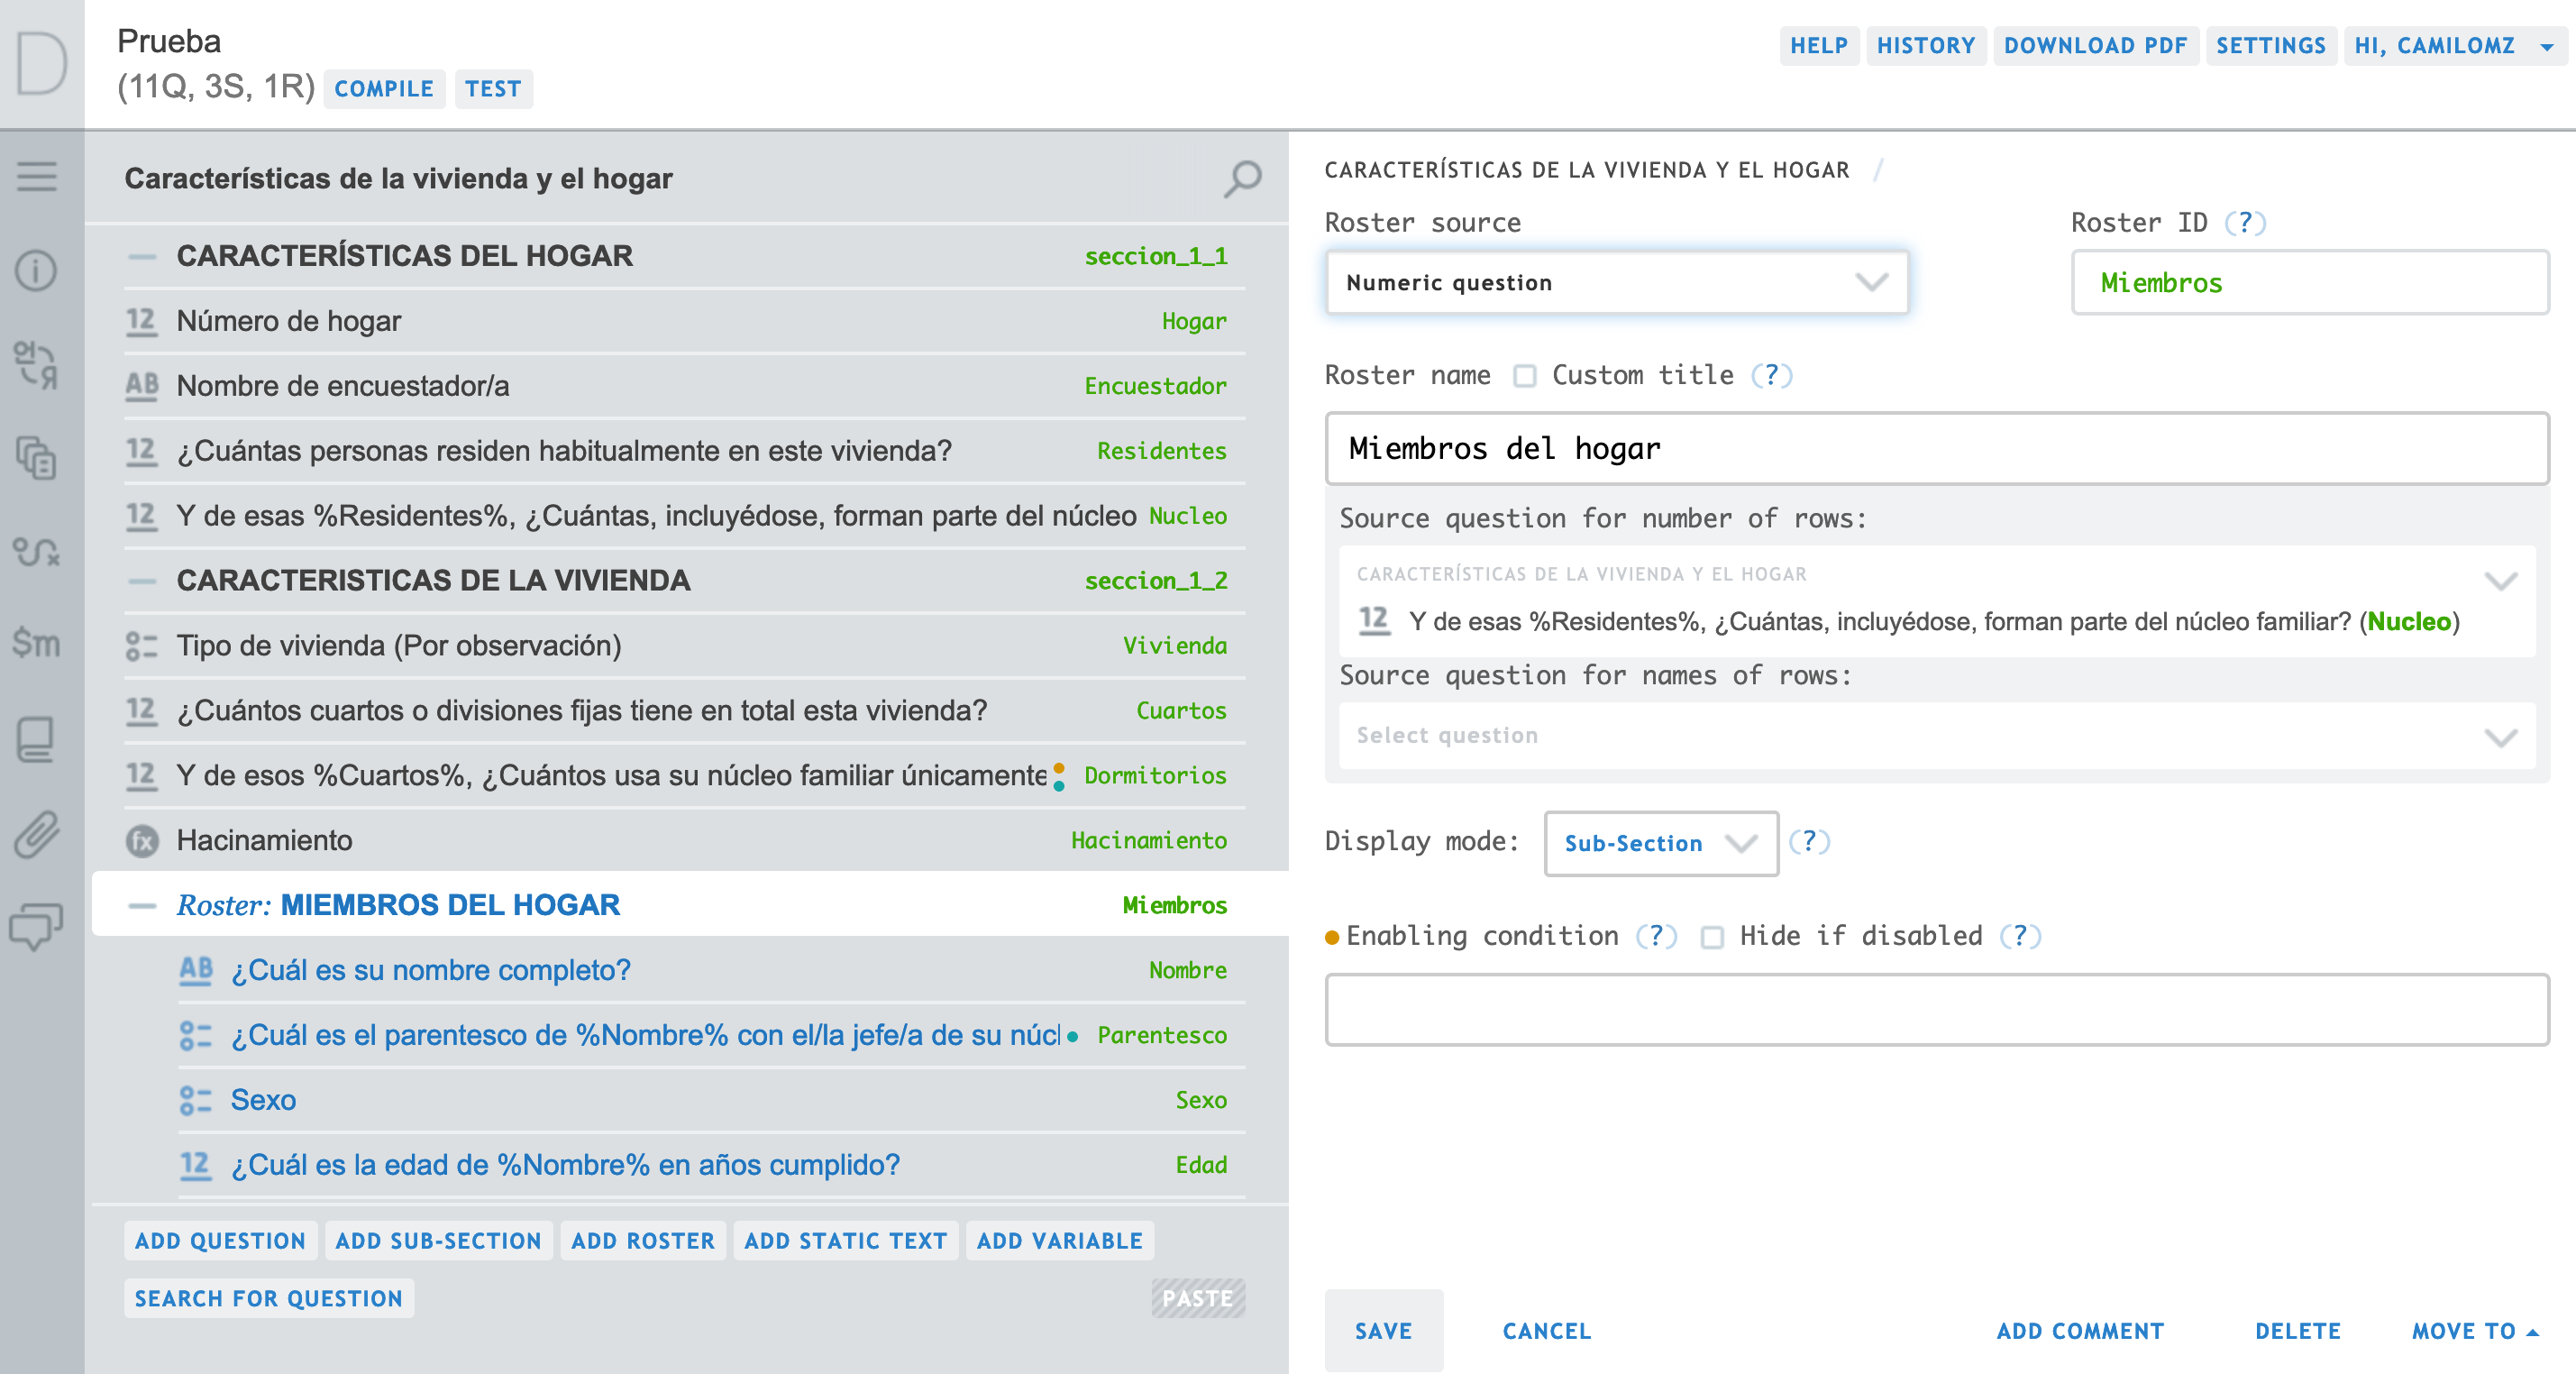 D
Prueba
(11Q, 3S, 1R) COMPILE TEST
HELP HISTORY DOWNLOAD PDF SETTINGS HI, CAMILOMZ
Características de la vivienda y el hogar
CARACTERÍSTICAS DEL HOGAR seccion_1_1
12 Número de hogar Hogar
AB Nombre de encuestador/a Encuestador
12 ¿Cuántas personas residen habitualmente en este vivienda? Residentes
12 Y de esas %Residentes%, ¿Cuántas, incluyédose, forman parte del núcleo Nucleo
CARACTERISTICAS DE LA VIVIENDA seccion_1_2
Tipo de vivienda (Por observación) Vivienda
12 ¿Cuántos cuartos o divisiones fijas tiene en total esta vivienda? Cuartos
12 Y de esos %Cuartos%, ¿Cuántos usa su núcleo familiar únicamente Dormitorios
fx Hacinamiento Hacinamiento
Roster: MIEMBROS DEL HOGAR Miembros
AB ¿Cuál es su nombre completo? Nombre
¿Cuál es el parentesco de %Nombre% con el/la jefe/a de su núcl Parentesco
Sexo Sexo
12 ¿Cuál es la edad de %Nombre% en años cumplido? Edad
ADD QUESTION ADD SUB-SECTION ADD ROSTER ADD STATIC TEXT ADD VARIABLE
SEARCH FOR QUESTION PASTE
$m
CARACTERÍSTICAS DE LA VIVIENDA Y EL HOGAR /
Roster source Roster ID (?)
Numeric question Miembros
Roster name Custom title (?)
Miembros del hogar
Source question for number of rows:
CARACTERÍSTICAS DE LA VIVIENDA Y EL HOGAR
12 Y de esas %Residentes%, ¿Cuántas, incluyédose, forman parte del núcleo familiar? (Nucleo)
Source question for names of rows:
Select question
Display mode: Sub-Section (?)
Enabling condition (?) Hide if disabled (?)
SAVE CANCEL ADD COMMENT DELETE MOVE TO